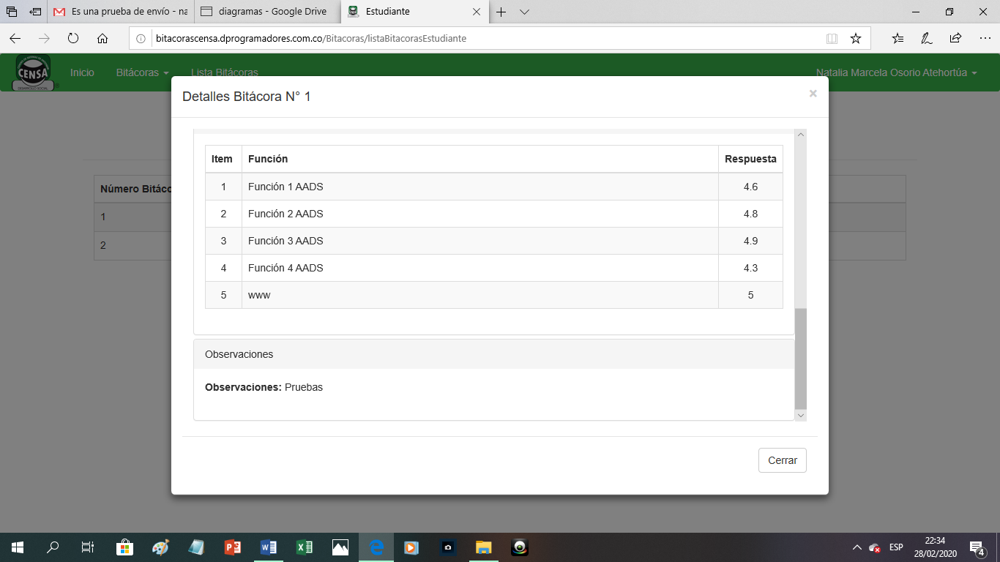 Es una prueba de envío - na
diagramas - Google Drive
Estudiante
bitacorascensa.dprogramadores.com.co/Bitacoras/listaBitacorasEstudiante
CENSA
Inicio
Bitácoras
Lista Bitácoras
Natalia Marcela Osorio Atehortúa
Detalles Bitácora N° 1
×
Número Bitáco
1
2
Item Función Respuesta
1 Función 1 AADS 4.6
2 Función 2 AADS 4.8
3 Función 3 AADS 4.9
4 Función 4 AADS 4.3
5 www 5
Observaciones
Observaciones: Pruebas
Cerrar
ESP
22:34
28/02/2020
4